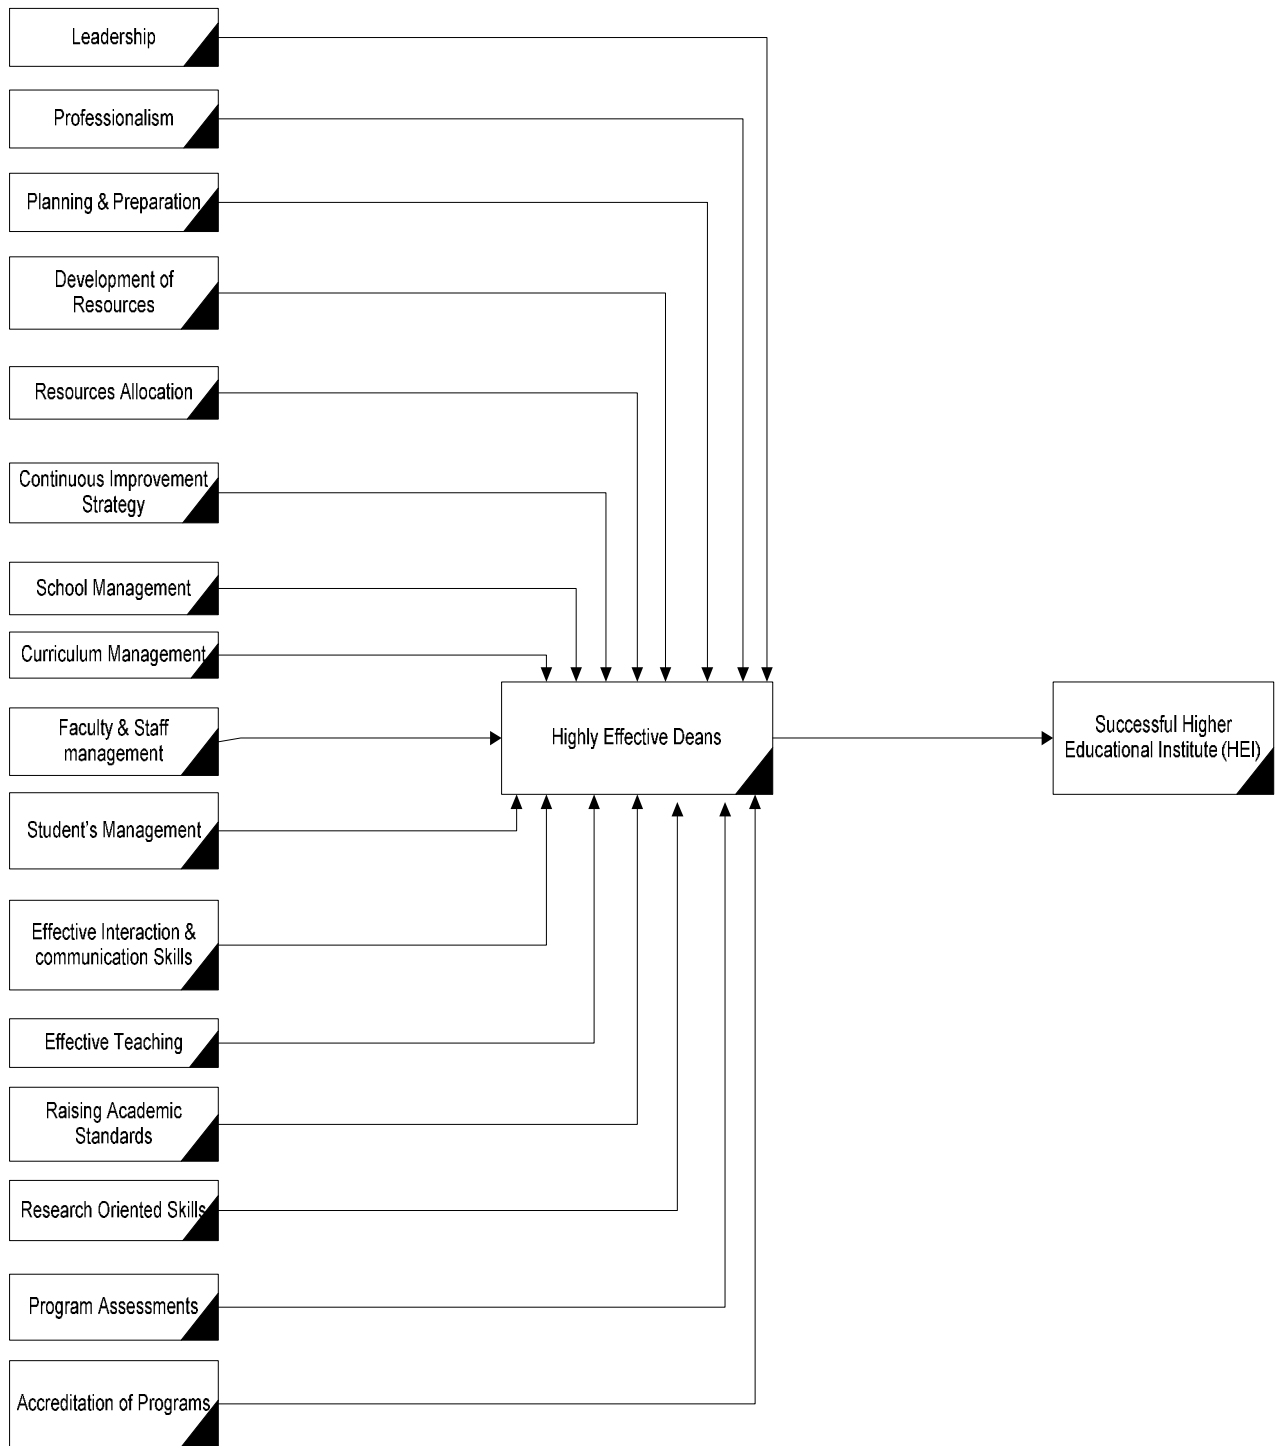 Leadership
Professionalism
Planning & Preparation
Development of
Resources
Resources Allocation
Continuous Improvement
Strategy
School Management
Curriculum Management
Faculty & Staff
management
Highly Effective Deans
Successful Higher
Educational Institute (HEI)
Student's Management
Effective Interaction &
communication Skills
Effective Teaching
Raising Academic
Standards
Research Oriented Skills
Program Assessments
Accreditation of Programs